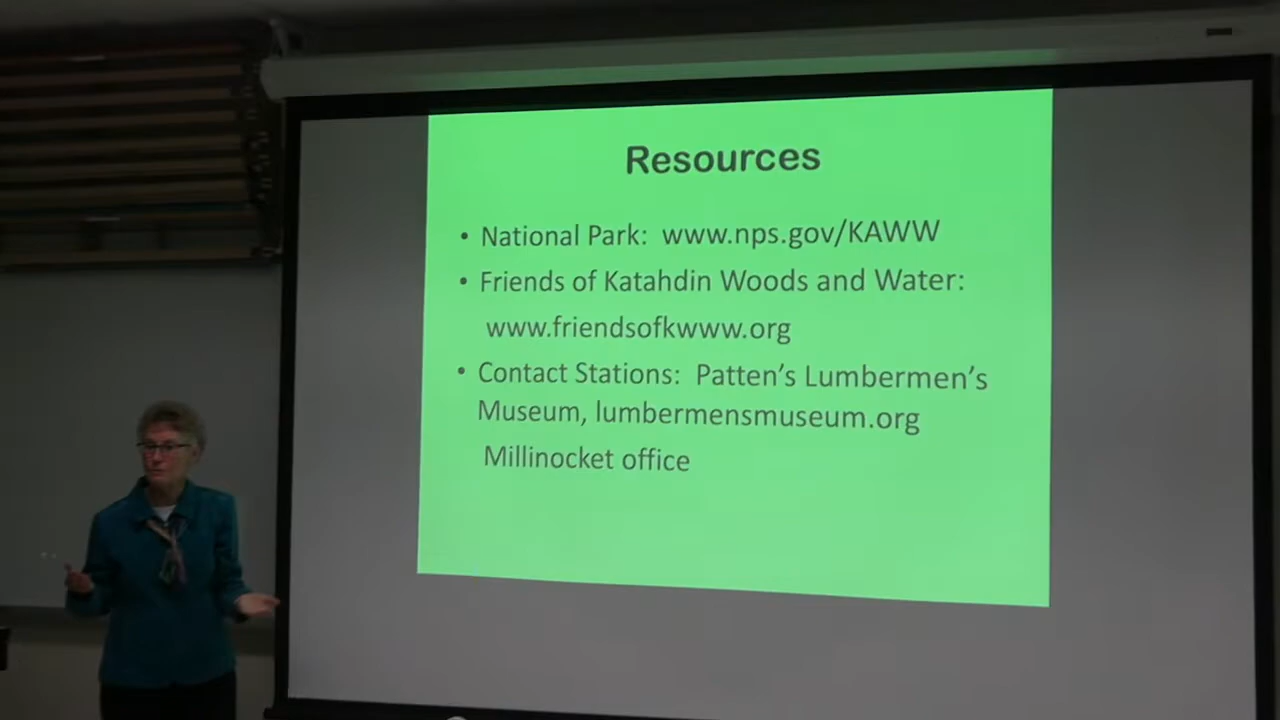 Resources
• National Park: www.nps.gov/KAWW
• Friends of Katahdin Woods and Water:
www.friendsofkwww.org
• Contact Stations: Patten's Lumbermen's
Museum, lumbermensmuseum.org
Millinocket office